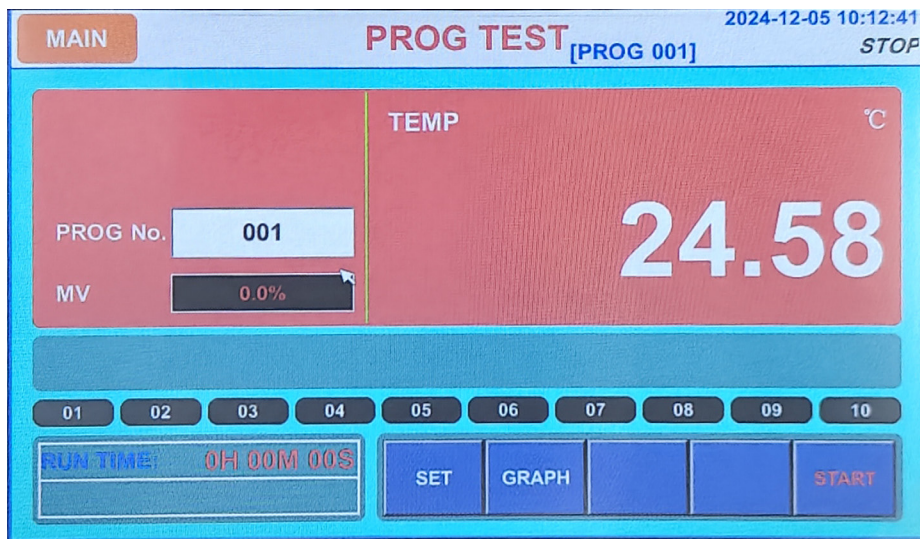 MAIN
PROG TEST
[PROG 001]
2024-12-05 10:12:41
STOP
TEMP
℃
24.58
PROG No. 001
MV 0.0%
01 02 03 04 05 06 07 08 09 10
RUN TIME: 0H 00M 00S
SET GRAPH START